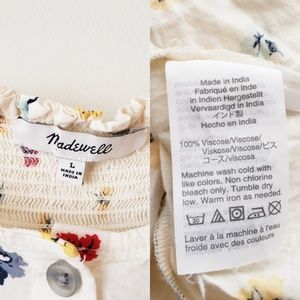 Madewell
L
MADE IN
INDIA
Made in India
Fabriqué en Inde
in Indien Hergestellt
Vervaardigd in India
インド製
Hecho en India
100% Viscose/Viscose/
Viskose/Viscose/ビス
コース/viscosa
Machine wash cold with
like colors. Non chlorine
bleach only. Tumble dry
low. Warm iron as needed.
Laver à la machine à l'eau
froide avec des couleurs